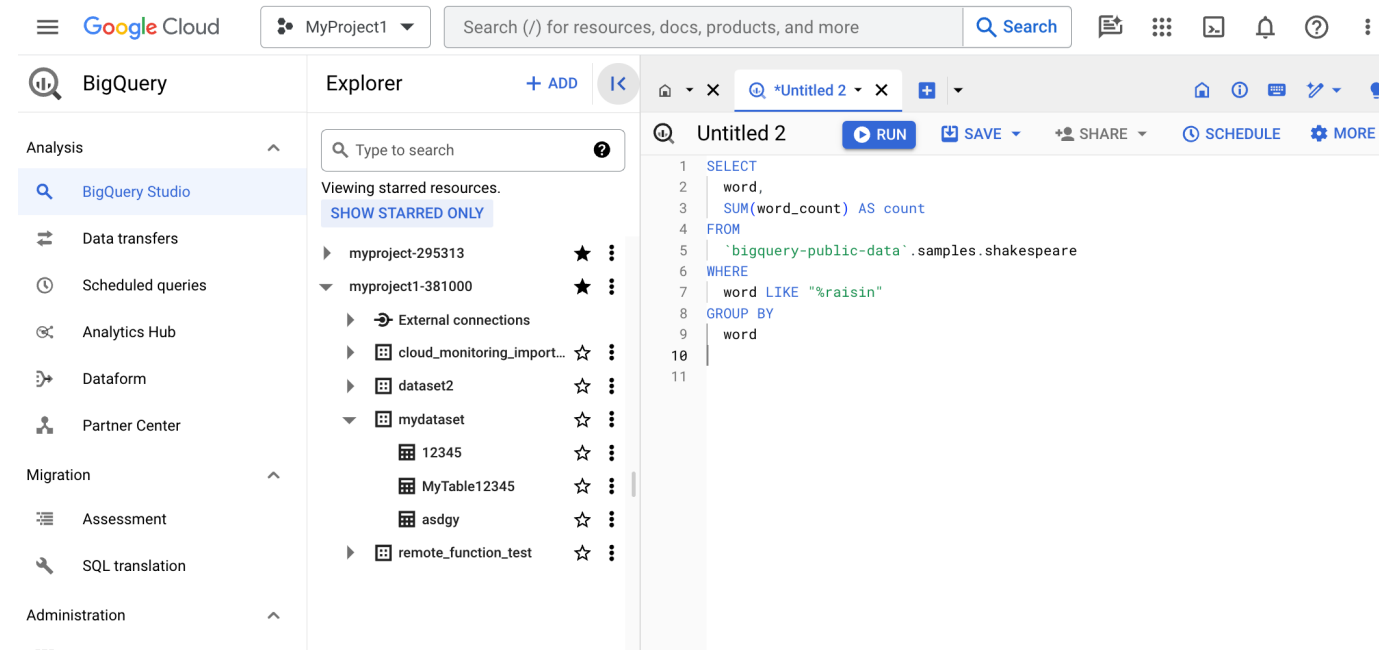 Google Cloud
MyProject1
Search (/) for resources, docs, products, and more
Search
BigQuery
Analysis
BigQuery Studio
Data transfers
Scheduled queries
Analytics Hub
Dataform
Partner Center
Migration
Assessment
SQL translation
Administration
Explorer
+ ADD
Type to search
Viewing starred resources.
SHOW STARRED ONLY
myproject-295313
myproject1-381000
External connections
cloud_monitoring_import...
dataset2
mydataset
12345
MyTable12345
asdgy
remote_function_test
*Untitled 2
Untitled 2
RUN
SAVE
SHARE
SCHEDULE
MORE
1 SELECT
2 word,
3 SUM(word_count) AS count
4 FROM
5 `bigquery-public-data`.samples.shakespeare
6 WHERE
7 word LIKE "%raisin"
8 GROUP BY
9 word
10
11